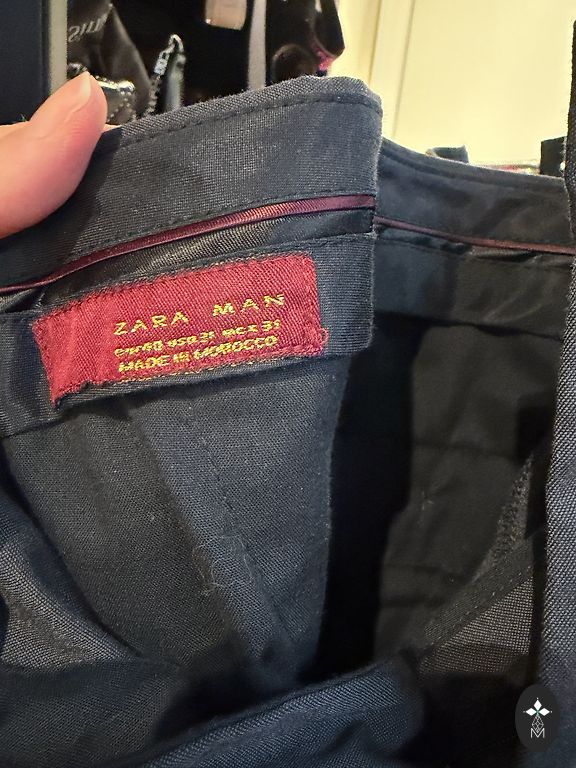 ZARA MAN
EUR 40 USA 31 MEX 31
MADE IN MOROCCO
M